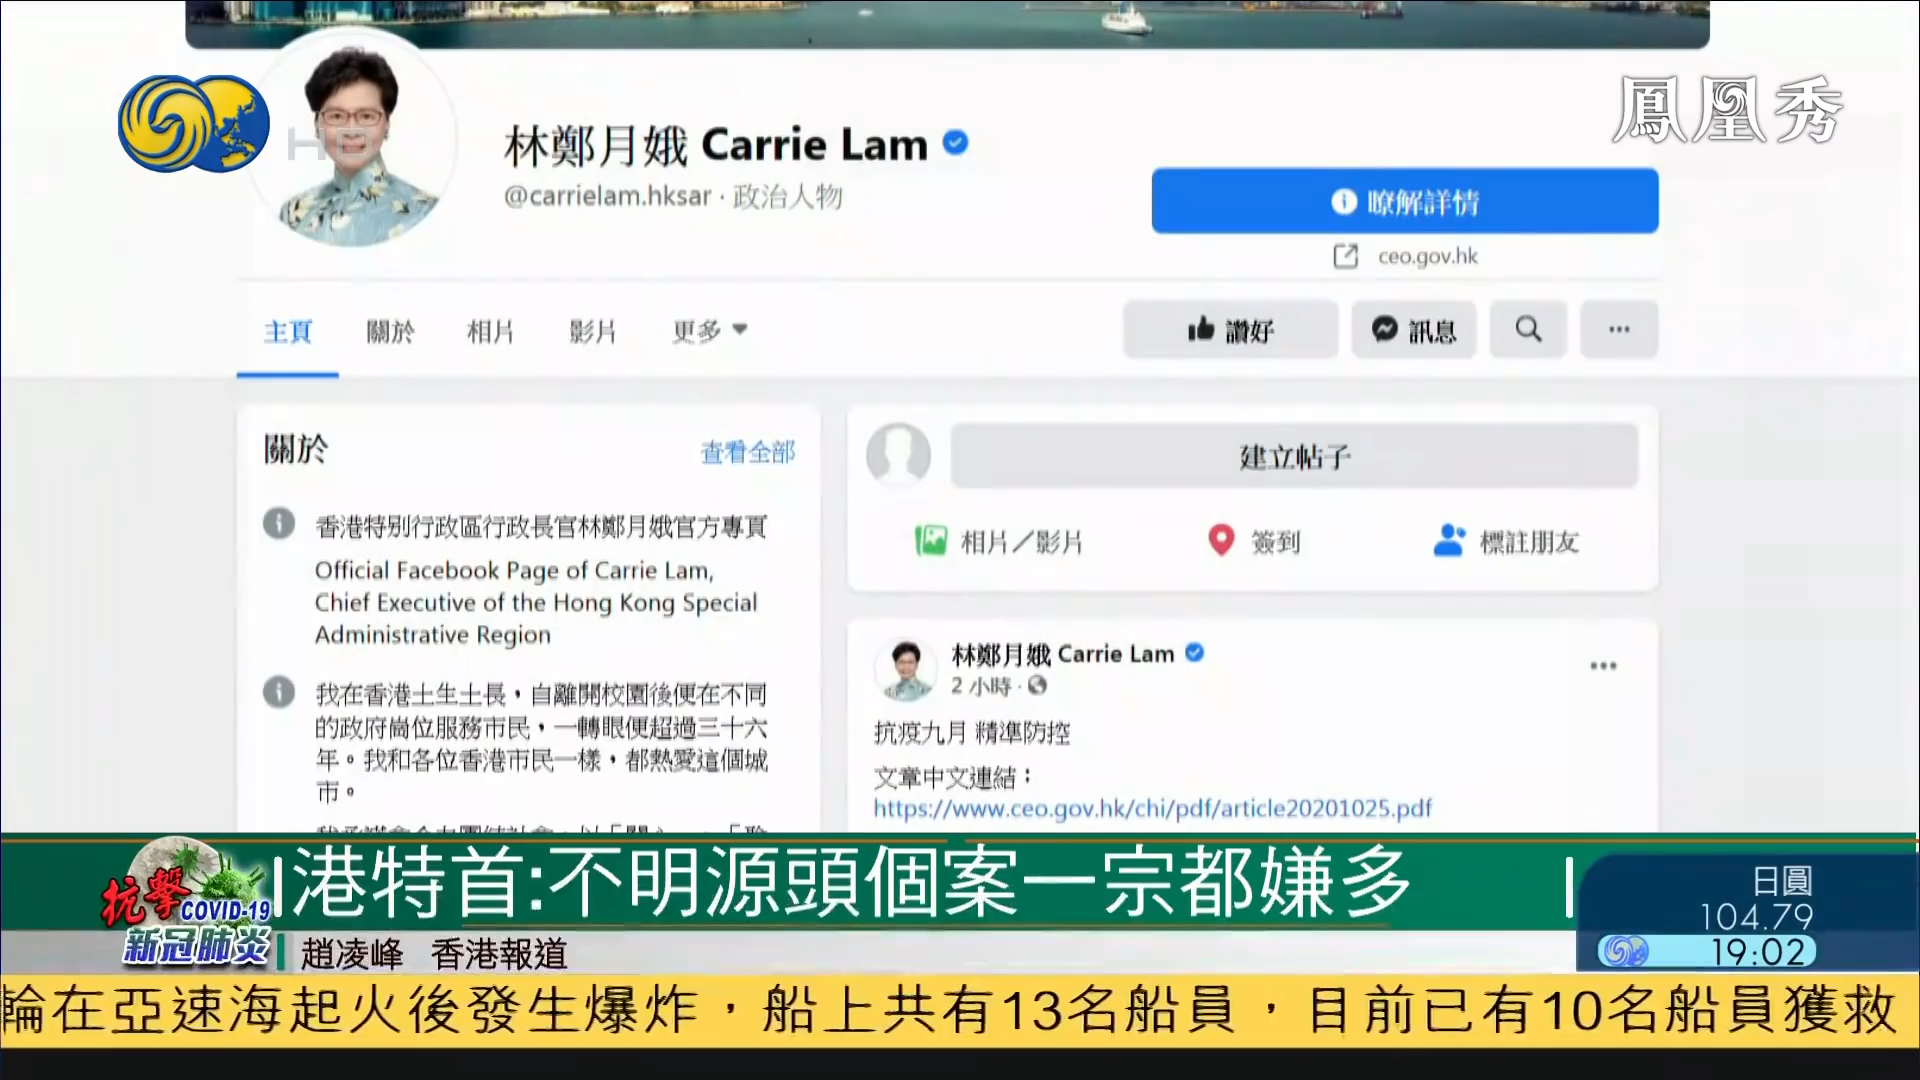 HD
鳳凰秀
林鄭月娥 Carrie Lam
@carrielam.hksar · 政治人物
瞭解詳情
ceo.gov.hk
主頁 關於 相片 影片 更多
讚好 訊息
關於 查看全部
香港特別行政區行政長官林鄭月娥官方專頁
Official Facebook Page of Carrie Lam,
Chief Executive of the Hong Kong Special
Administrative Region
我在香港土生土長，自離開校園後便在不同
的政府崗位服務市民，一轉眼便超過三十六
年。我和各位香港市民一樣，都熱愛這個城
市。
建立帖子
相片／影片 簽到 標註朋友
林鄭月娥 Carrie Lam
2 小時 ·
抗疫九月 精準防控
文章中文連結：
https://www.ceo.gov.hk/chi/pdf/article20201025.pdf
抗擊
COVID-19
新冠肺炎
港特首:不明源頭個案一宗都嫌多
趙凌峰 香港報道
日圓
104.79
19:02
輪在亞速海起火後發生爆炸，船上共有13名船員，目前已有10名船員獲救